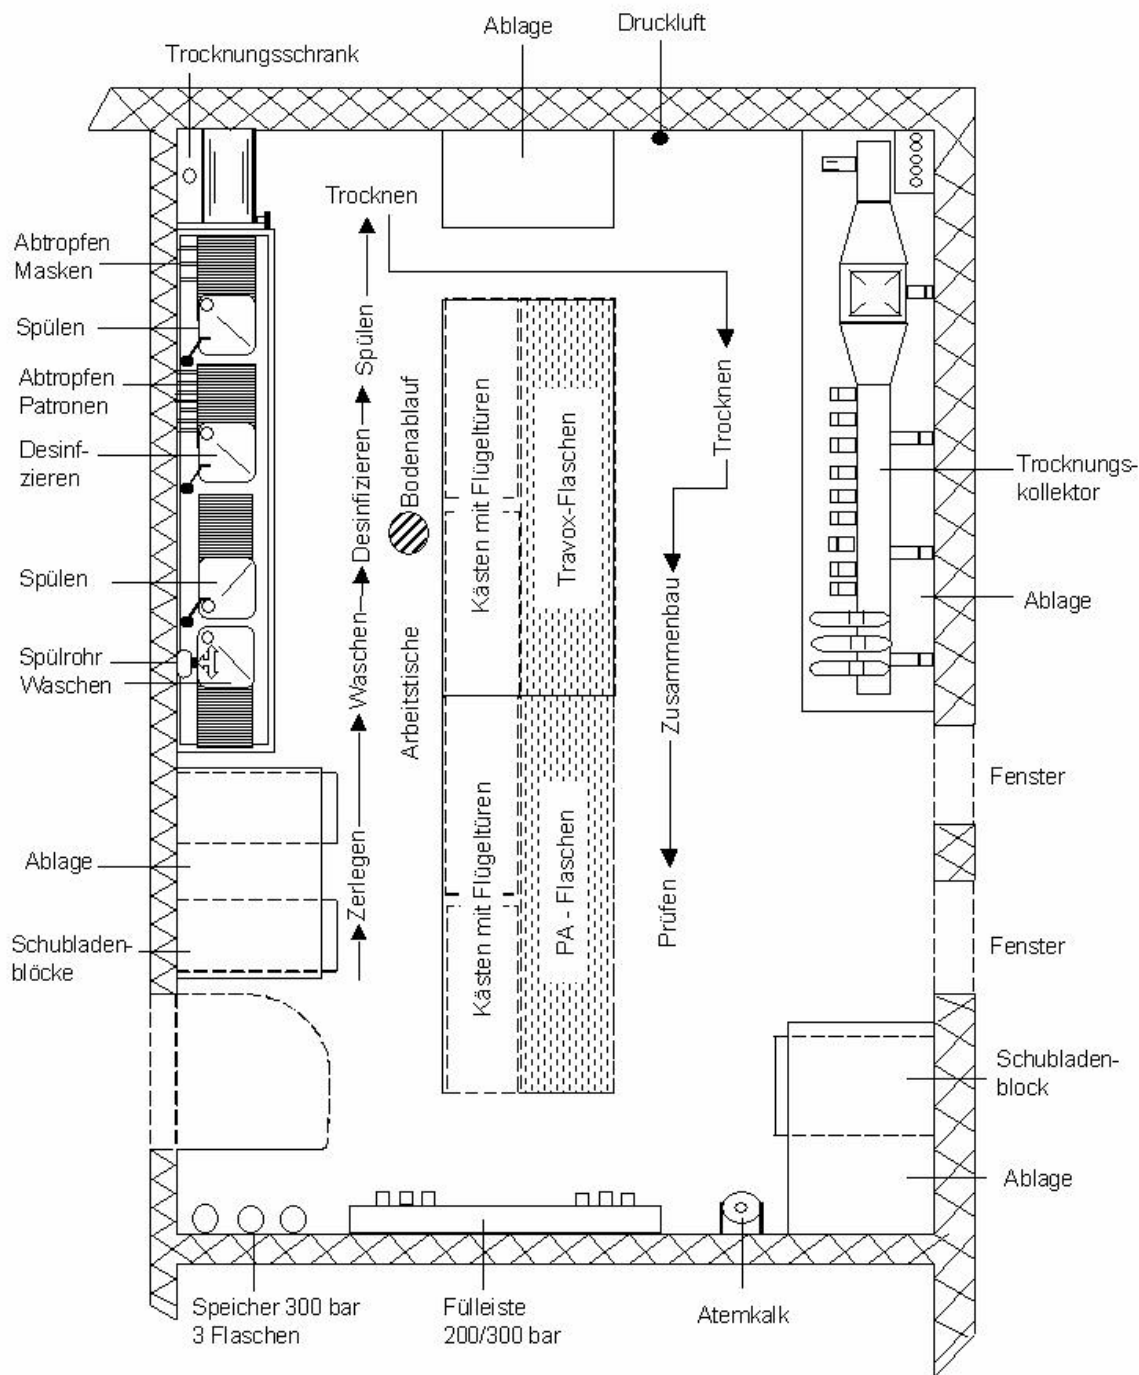 Ablage
Druckluft
Trocknungsschrank
Trocknen
Abtropfen
Masken
Spülen
Abtropfen
Patronen
Desinf-
zieren
Spülen
Spülrohr
Waschen
Ablage
Schubladen-
blöcke
Spülen
Desinfizieren
Waschen
Zerlegen
Bodenablauf
Arbeitstische
Kästen mit Flügeltüren
Travox-Flaschen
Kästen mit Flügeltüren
PA - Flaschen
Trocknen
Zusammenbau
Prüfen
Trocknungs-
kollektor
Ablage
Fenster
Fenster
Schubladen-
block
Ablage
Speicher 300 bar
3 Flaschen
Fülleiste
200/300 bar
Atemkalk